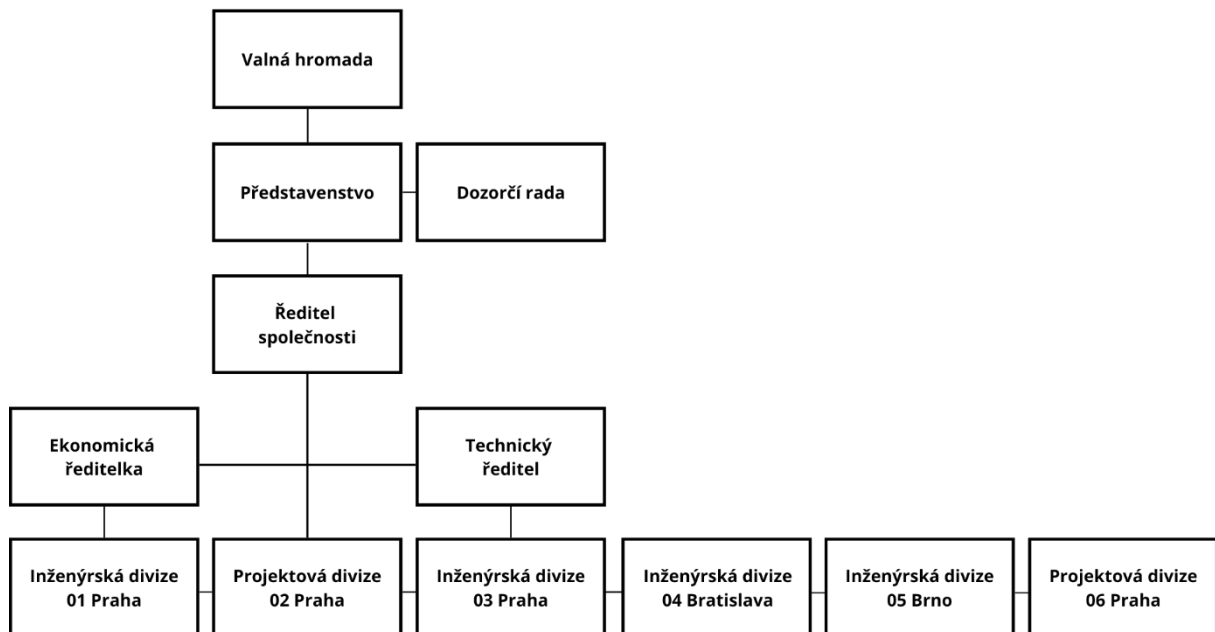 Valná hromada
Představenstvo
Dozorčí rada
Ředitel
společnosti
Ekonomická
ředitelka
Technický
ředitel
Inženýrská divize
01 Praha
Projektová divize
02 Praha
Inženýrská divize
03 Praha
Inženýrská divize
04 Bratislava
Inženýrská divize
05 Brno
Projektová divize
06 Praha